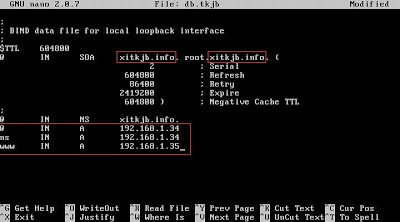 GNU nano 2.0.7 File: db.tkjb Modified
;
; BIND data file for local loopback interface
;
$TTL 604800
@ IN SOA xitkjb.info. root.xitkjb.info. (
2 ; Serial
604800 ; Refresh
86400 ; Retry
2419200 ; Expire
604800 ) ; Negative Cache TTL
;
@ IN NS xitkjb.info.
@ IN A 192.168.1.34
ns IN A 192.168.1.34
www IN A 192.168.1.35_
^G Get Help ^O WriteOut ^R Read File ^Y Prev Page ^K Cut Text ^C Cur Pos
^X Exit ^J Justify ^W Where Is ^V Next Page ^U UnCut Text ^T To Spell